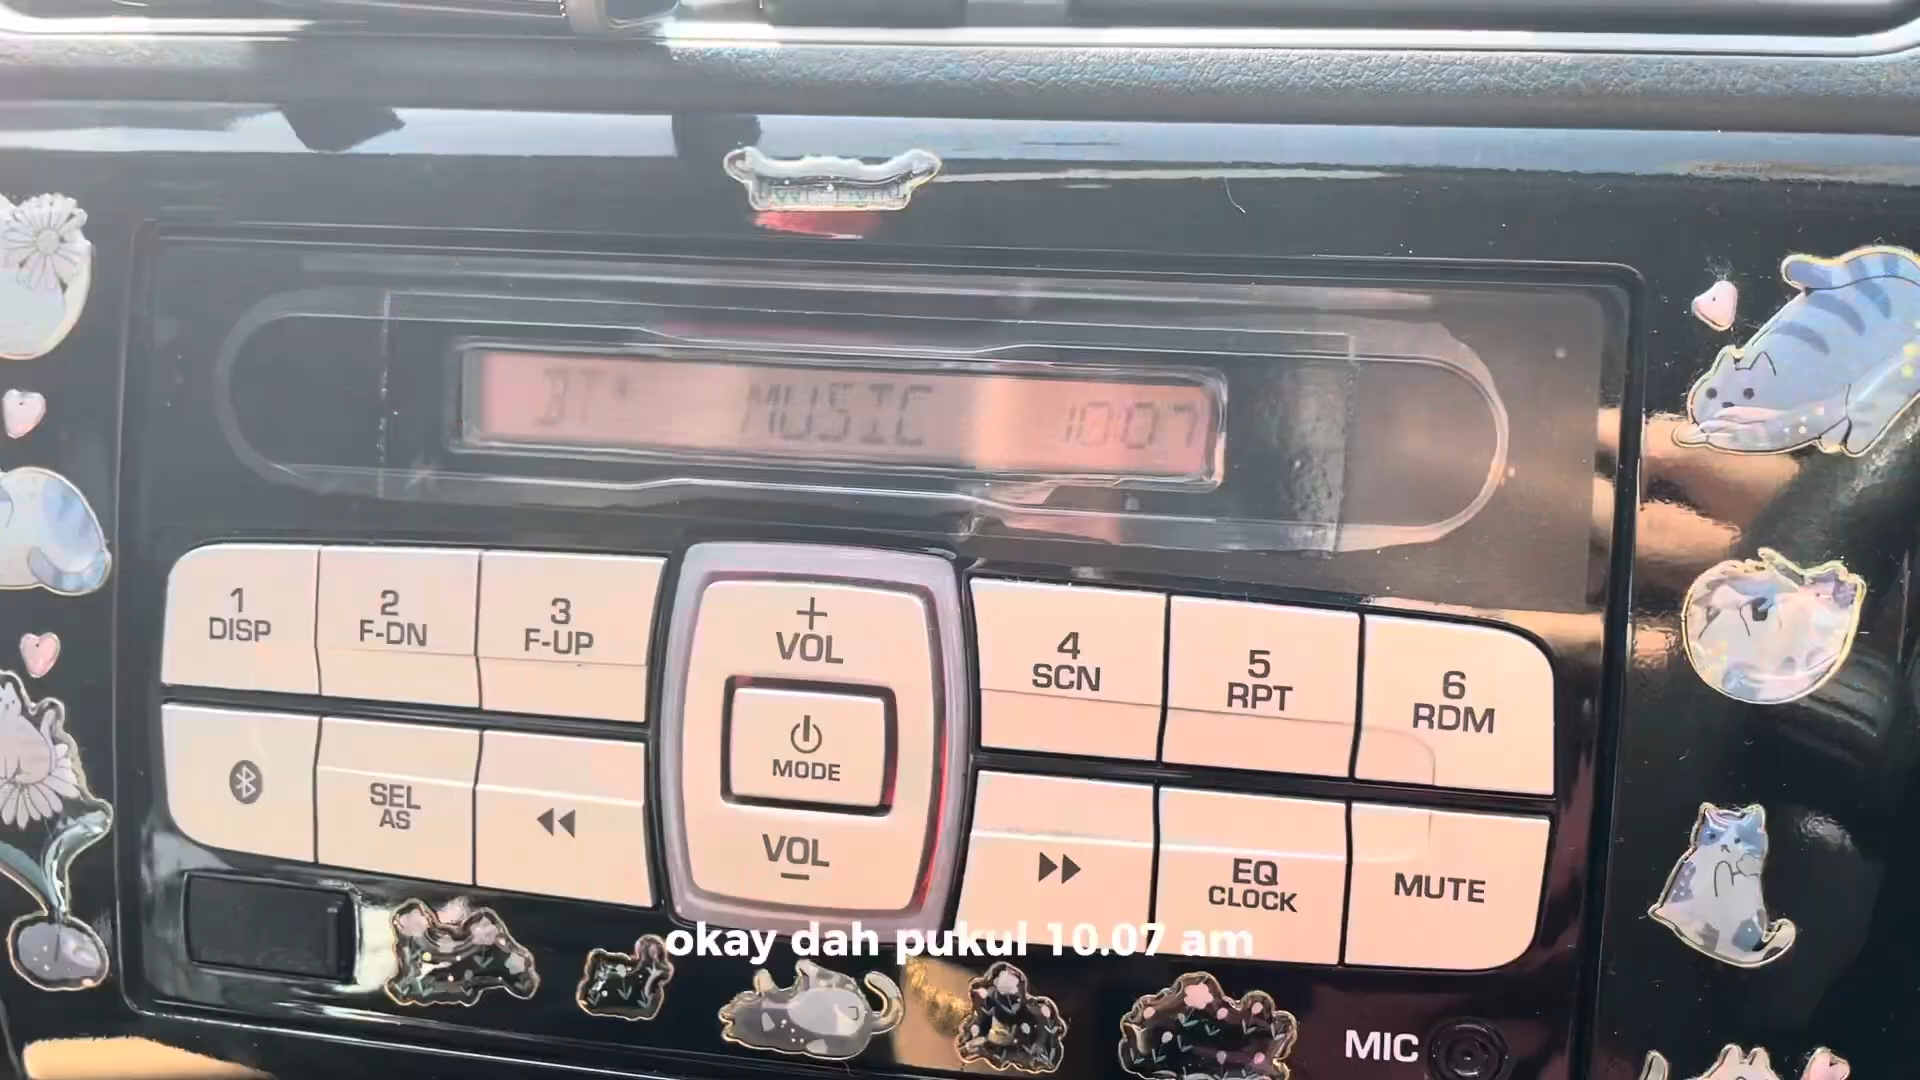 BT MUSIC 10:07
1
DISP
2
F-DN
3
F-UP
+
VOL
MODE
VOL
4
SCN
5
RPT
6
RDM
SEL
AS
EQ
CLOCK
MUTE
okay dah pukul 10.07 am
MIC